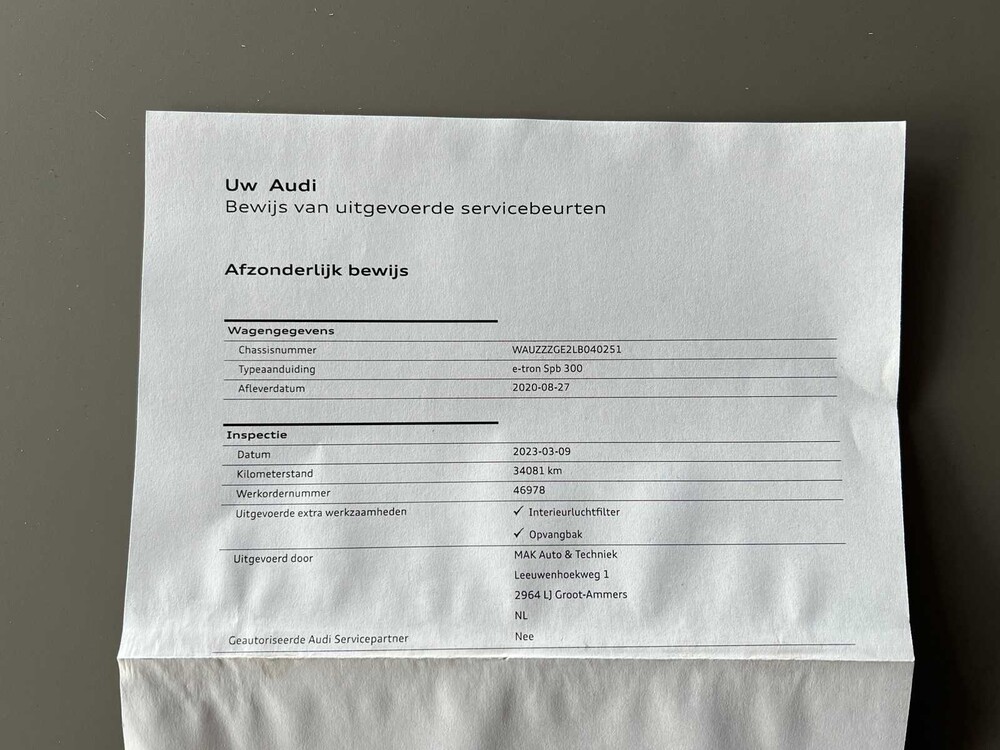 Uw Audi
Bewijs van uitgevoerde servicebeurten
Afzonderlijk bewijs
Wagengegevens
Chassisnummer WAUZZZGE2LB040251
Typeaanduiding e-tron Spb 300
Afleverdatum 2020-08-27
Inspectie
Datum 2023-03-09
Kilometerstand 34081 km
Werkordernummer 46978
Uitgevoerde extra werkzaamheden ✓ Interieurluchtfilter
✓ Opvangbak
Uitgevoerd door MAK Auto & Techniek
Leeuwenhoekweg 1
2964 LJ Groot-Ammers
NL
Geautoriseerde Audi Servicepartner Nee